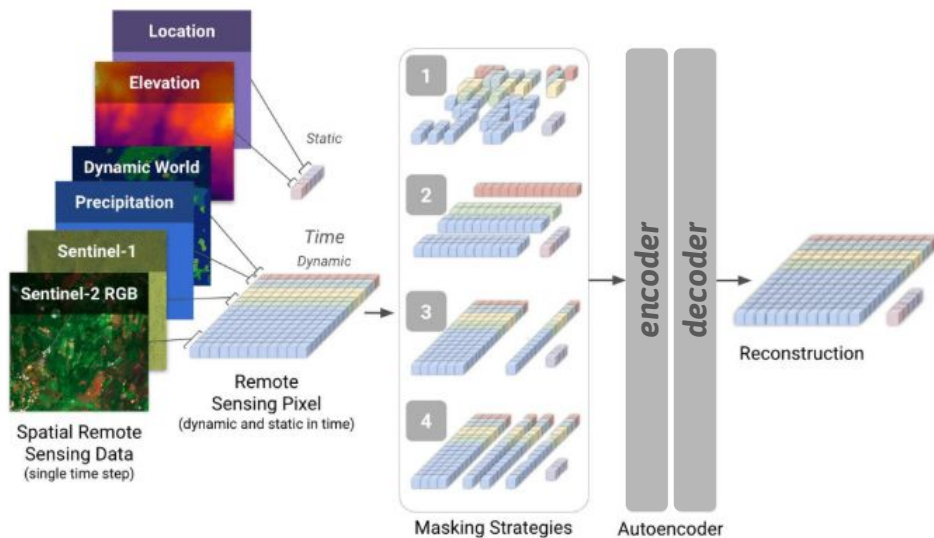 Location
Elevation
Dynamic World
Precipitation
Sentinel-1
Sentinel-2 RGB
Spatial Remote
Sensing Data
(single time step)
Static
Time
Dynamic
Remote
Sensing Pixel
(dynamic and static in time)
1
2
3
4
Masking Strategies
encoder
decoder
Autoencoder
Reconstruction